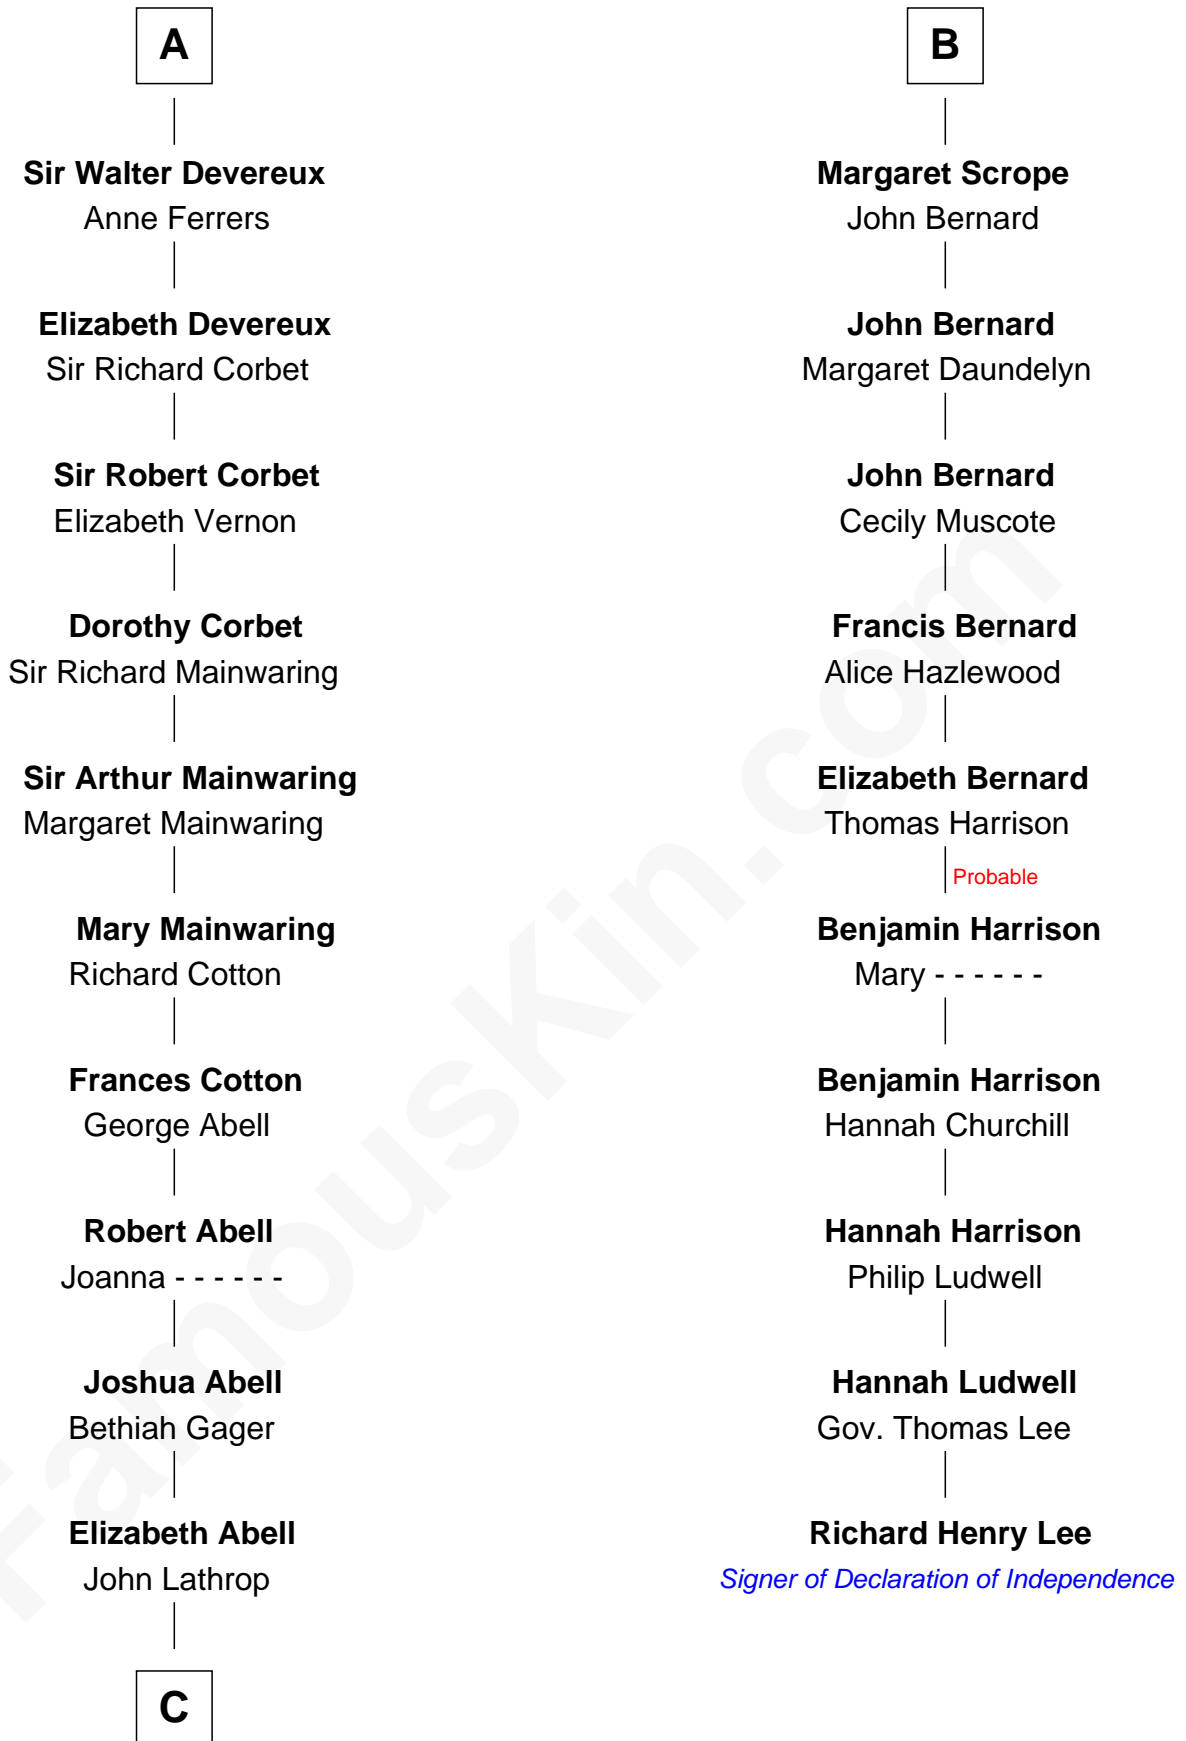 A
Sir Walter Devereux
Anne Ferrers
Elizabeth Devereux
Sir Richard Corbet
Sir Robert Corbet
Elizabeth Vernon
Dorothy Corbet
Sir Richard Mainwaring
Sir Arthur Mainwaring
Margaret Mainwaring
Mary Mainwaring
Richard Cotton
Frances Cotton
George Abell
Robert Abell
Joanna - - - - - -
Joshua Abell
Bethiah Gager
Elizabeth Abell
John Lathrop
C
B
Margaret Scrope
John Bernard
John Bernard
Margaret Daundelyn
John Bernard
Cecily Muscote
Francis Bernard
Alice Hazlewood
Elizabeth Bernard
Thomas Harrison
Probable
Benjamin Harrison
Mary - - - - - -
Benjamin Harrison
Hannah Churchill
Hannah Harrison
Philip Ludwell
Hannah Ludwell
Gov. Thomas Lee
Richard Henry Lee
Signer of Declaration of Independence
FamousKin.com